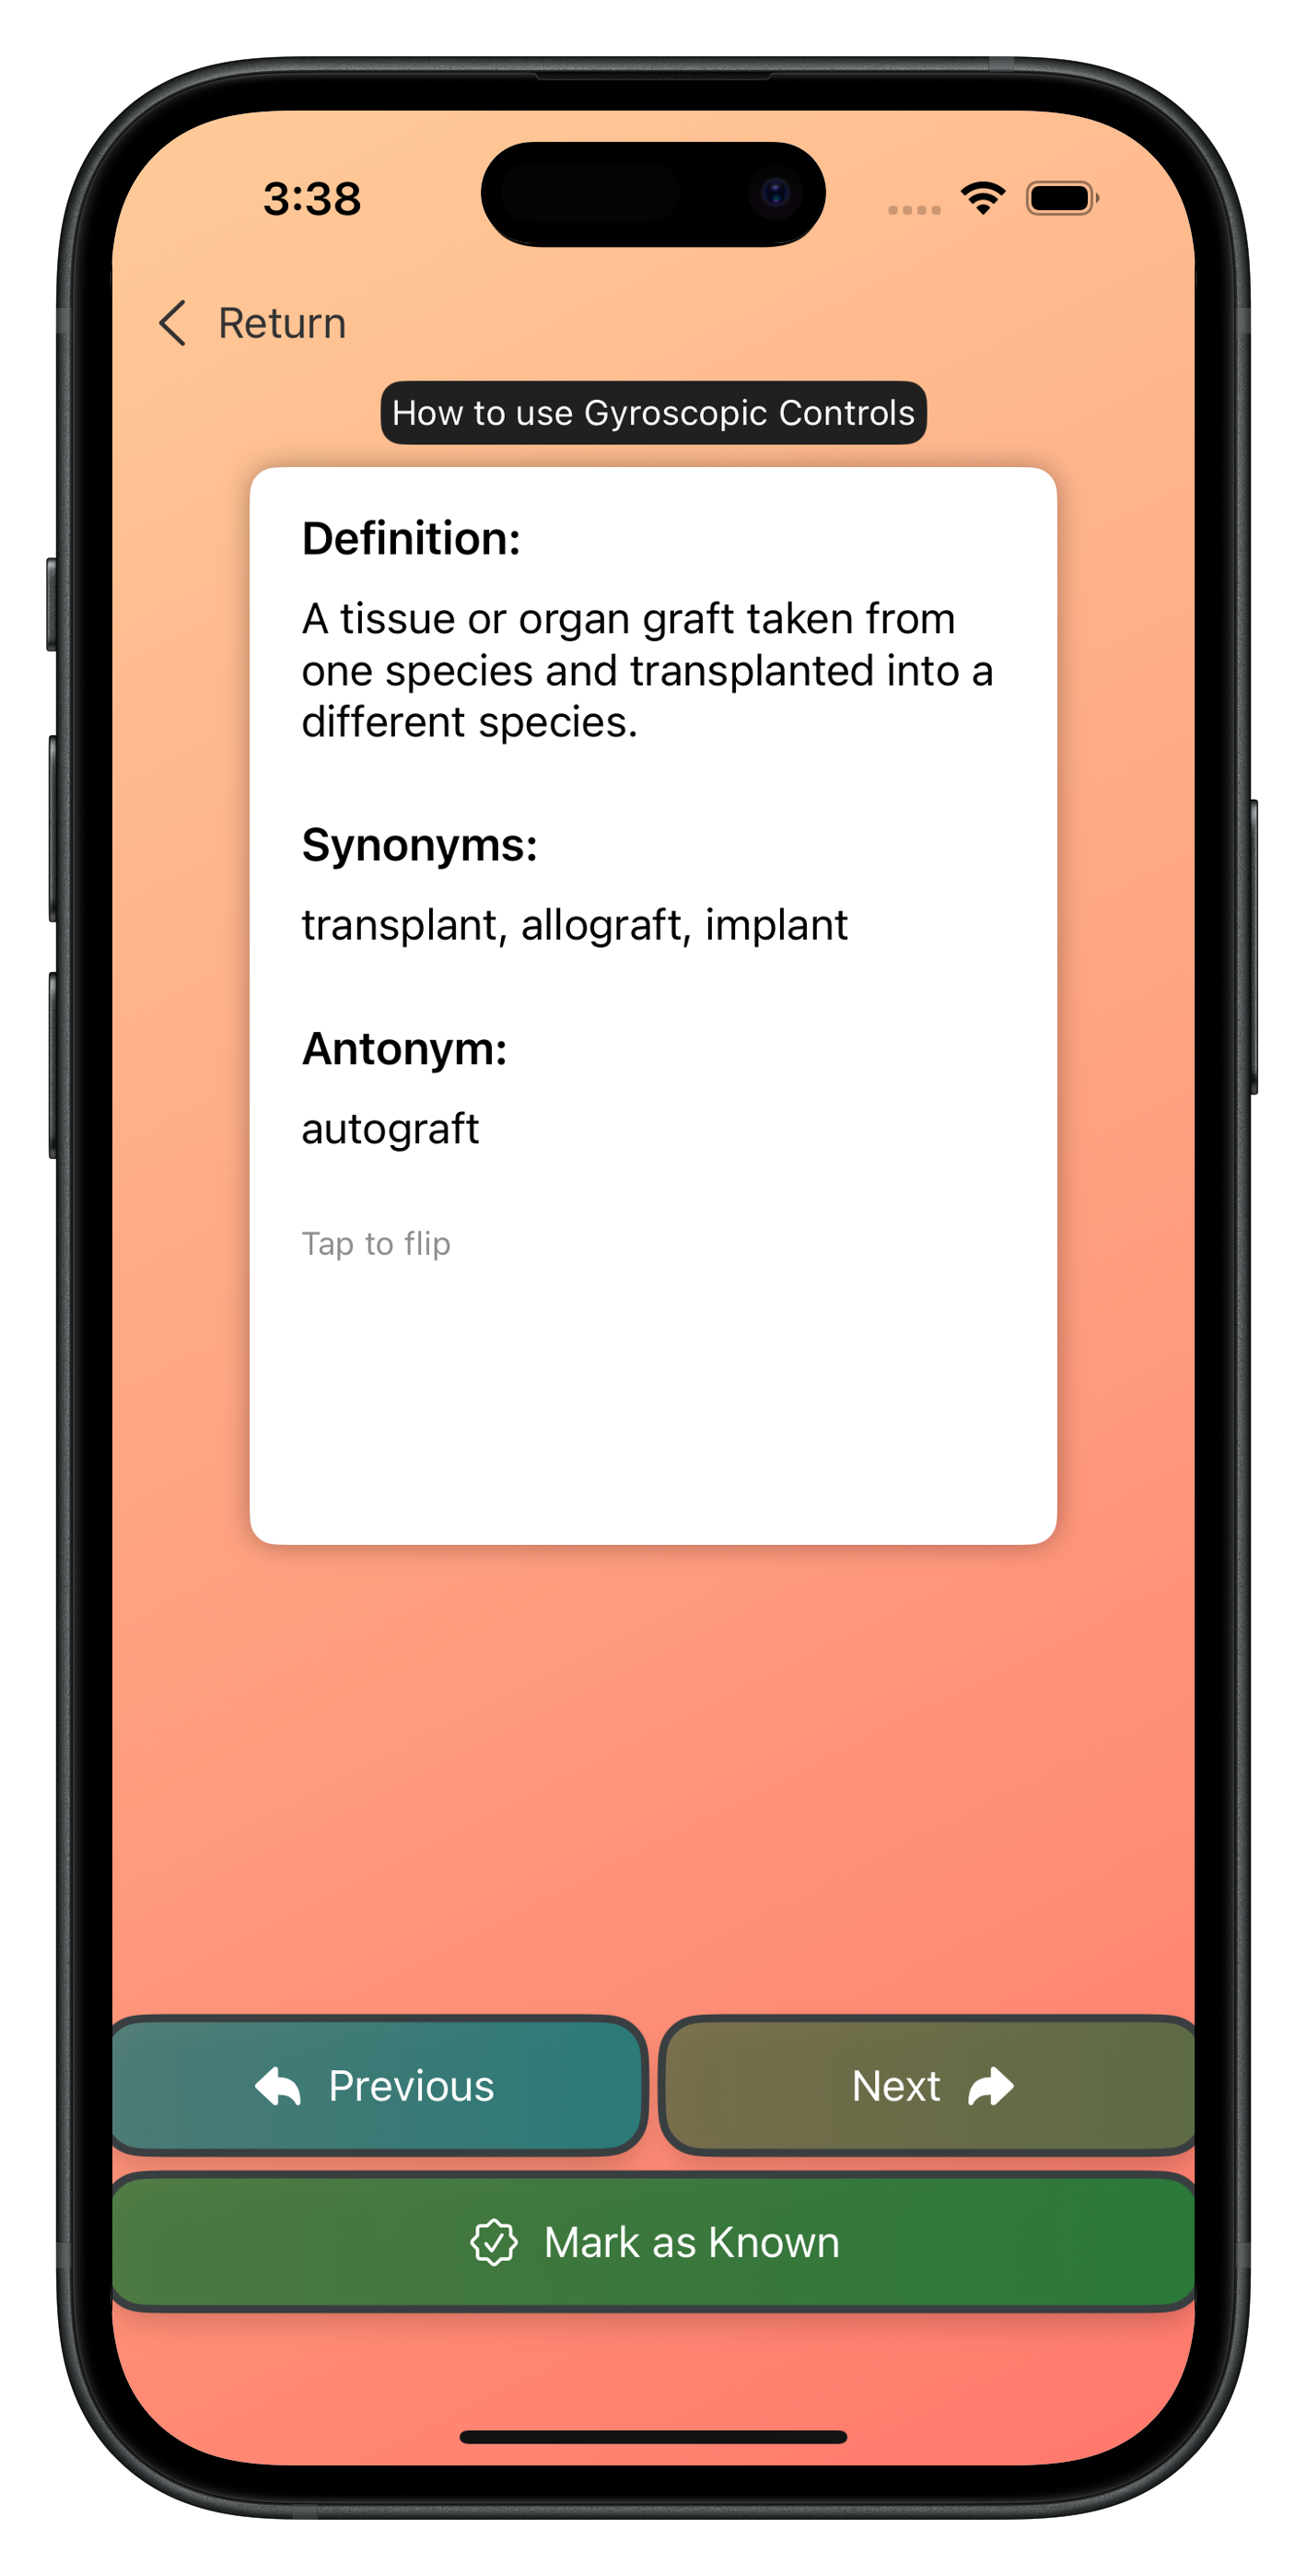 3:38
Return
How to use Gyroscopic Controls
Definition:
A tissue or organ graft taken from
one species and transplanted into a
different species.
Synonyms:
transplant, allograft, implant
Antonym:
autograft
Tap to flip
Previous
Next
Mark as Known